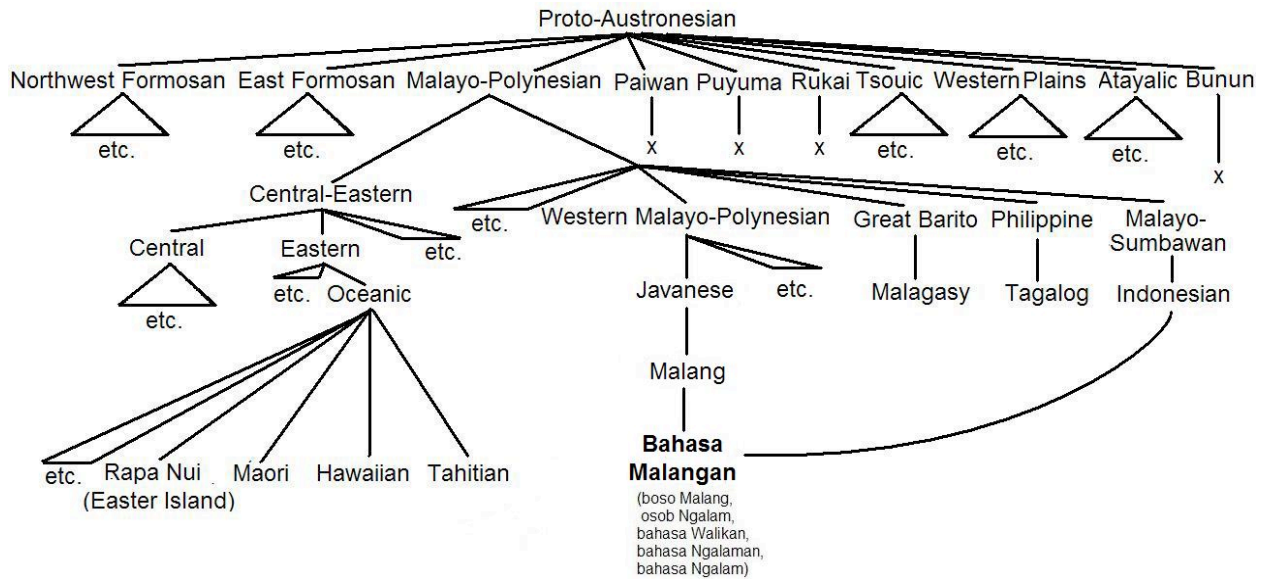 Proto-Austronesian
Northwest Formosan East Formosan Malayo-Polynesian Paiwan Puyuma Rukai Tsouic Western Plains Atayalic Bunun
etc. etc. x x x etc. etc. etc. x
Central-Eastern
etc. Western Malayo-Polynesian Great Barito Philippine Malayo-
Sumbawan
Central Eastern etc.
etc. etc. Oceanic Javanese etc. Malagasy Tagalog Indonesian
Malang
etc. Rapa Nui Maori Hawaiian Tahitian
(Easter Island)
Bahasa
Malangan
(boso Malang,
osob Ngalam,
bahasa Walikan,
bahasa Ngalaman,
bahasa Ngalam)